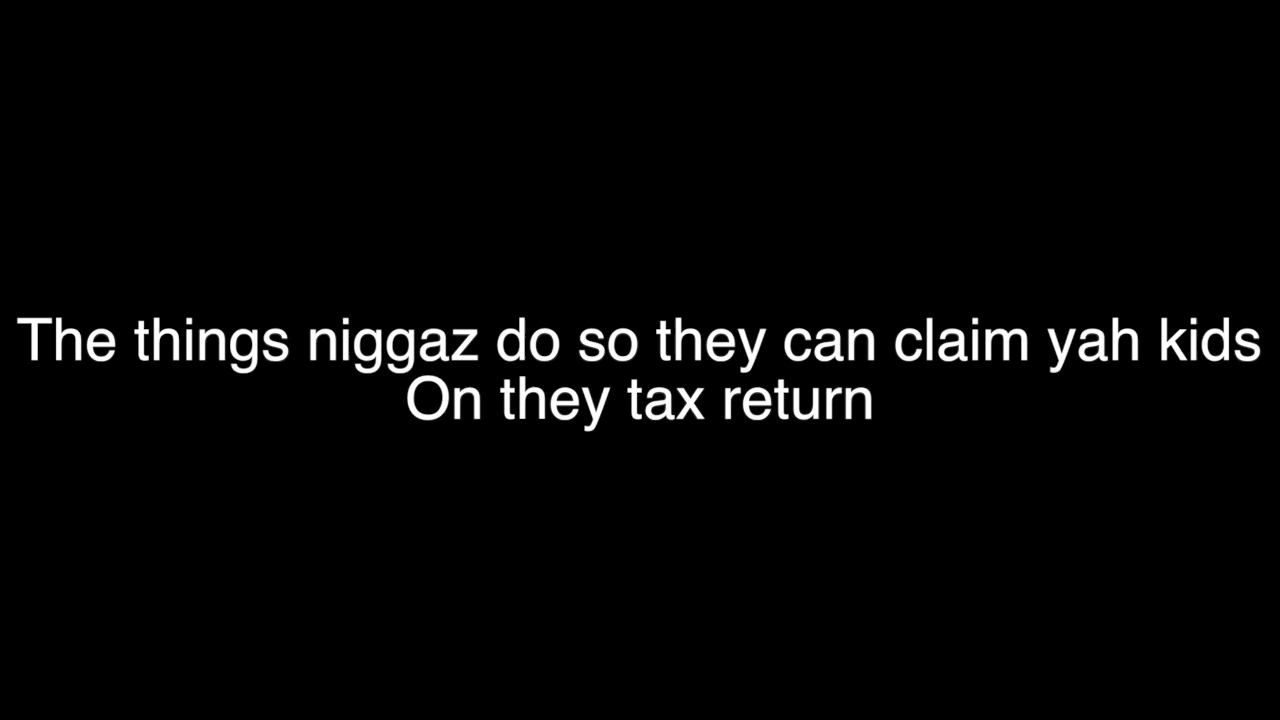 The things niggaz do so they can claim yah kids
On they tax return